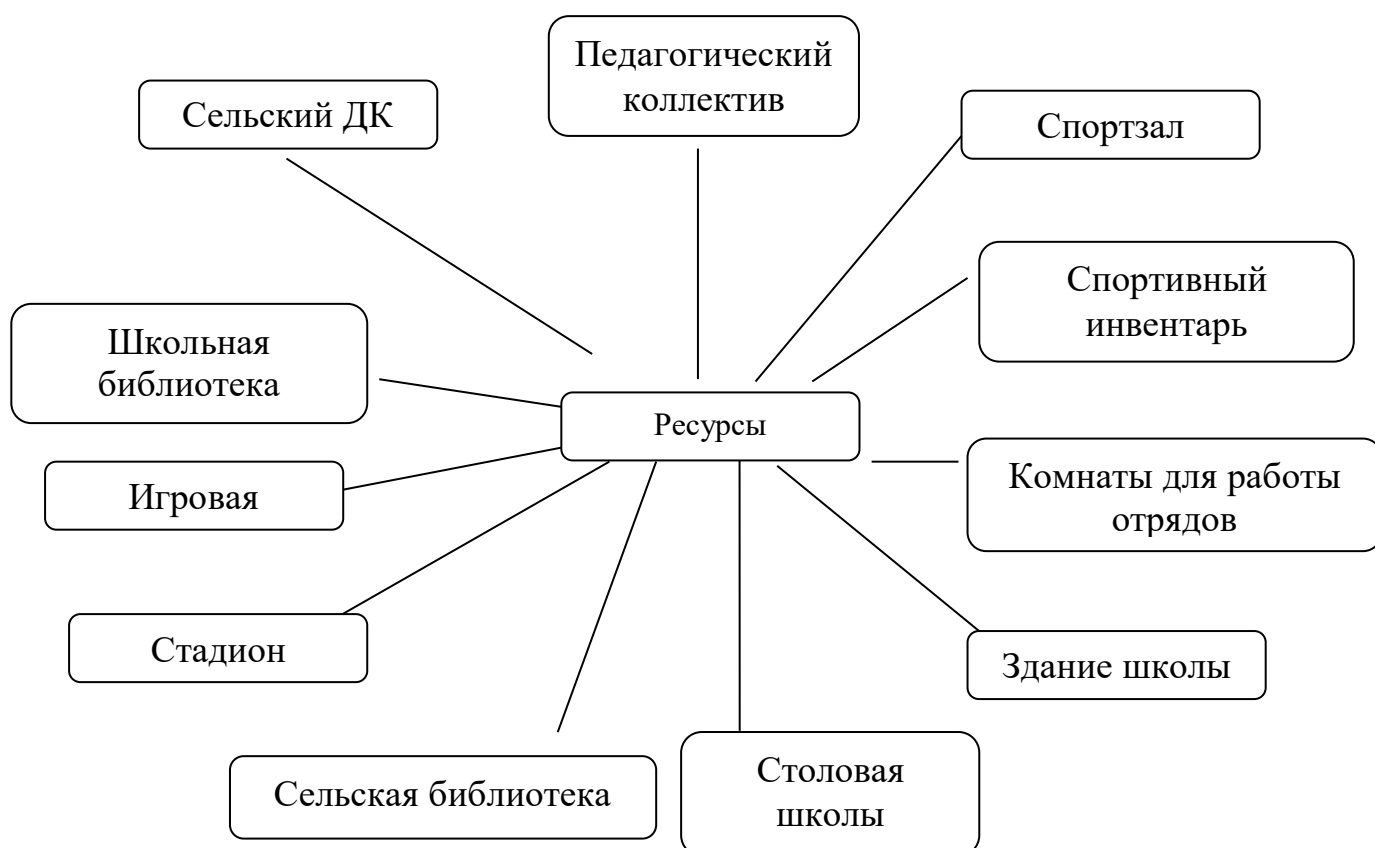 Педагогический
коллектив
Сельский ДК
Спортзал
Спортивный
инвентарь
Школьная
библиотека
Ресурсы
Игровая
Комнаты для работы
отрядов
Стадион
Здание школы
Сельская библиотека
Столовая
школы